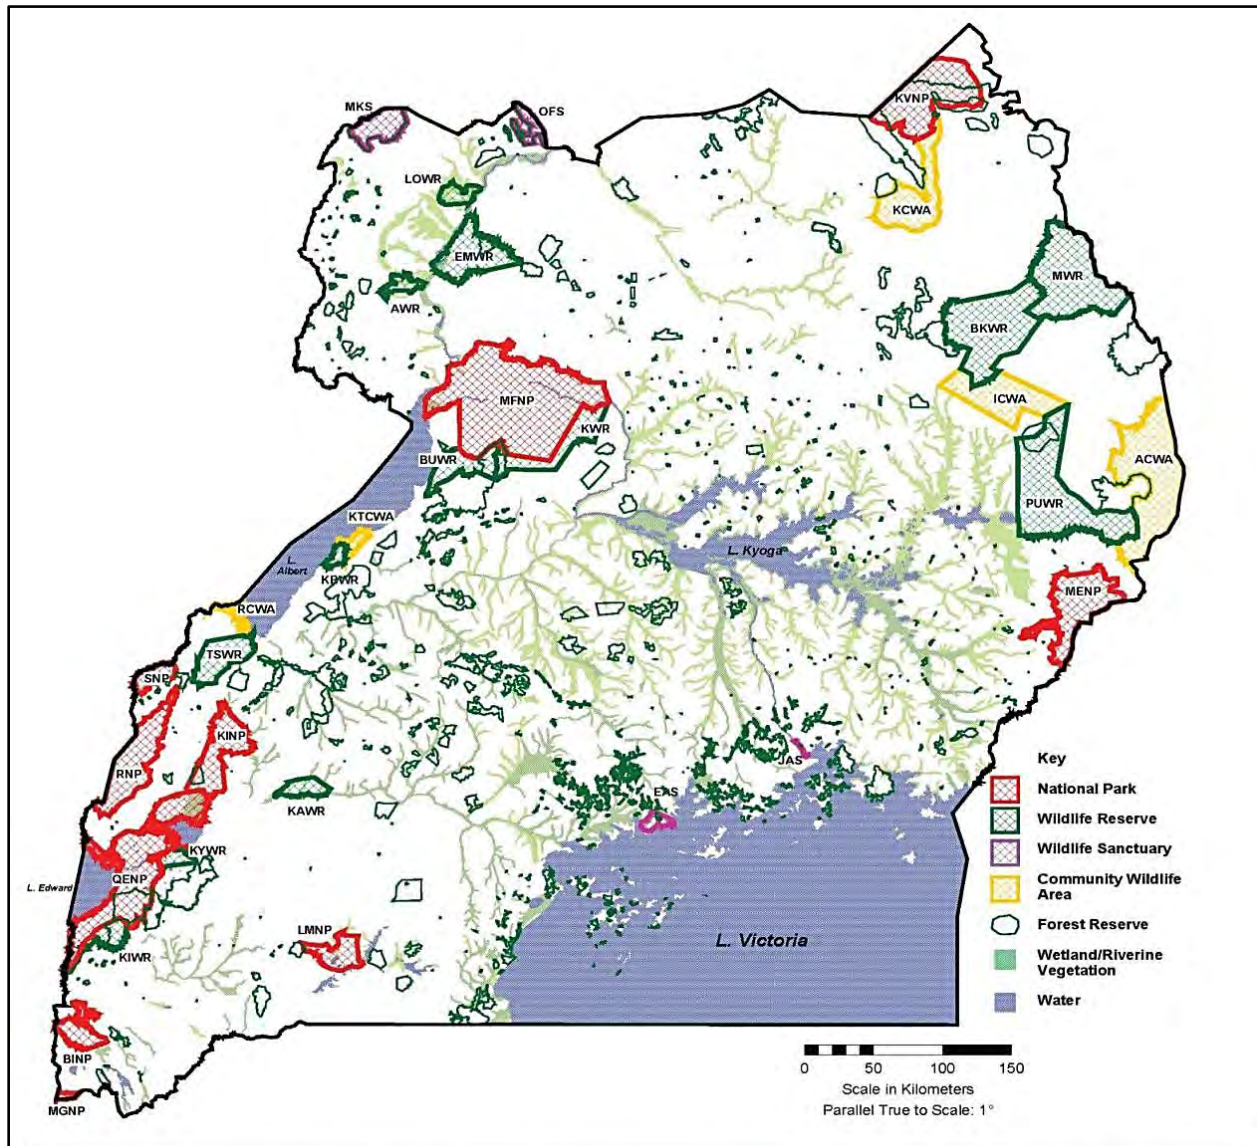 KVNP
MKS
OFS
LOWR
KCWA
EMWR
MWR
AWR
BKWR
MFNP
ICWA
KWR
BUWR
ACWA
PUWR
KTCWA
L. Kyoga
L.
Albert
KBWR
MENP
RCWA
TSWR
SNP
KINP
JAS
RNP
EAS
KAWR
KYWR
QENP
L. Edward
LMNP
L. Victoria
KIWR
BINP
MGNP
Key
National Park
Wildlife Reserve
Wildlife Sanctuary
Community Wildlife
Area
Forest Reserve
Wetland/Riverine
Vegetation
Water
0 50 100 150
Scale in Kilometers
Parallel True to Scale: 1°